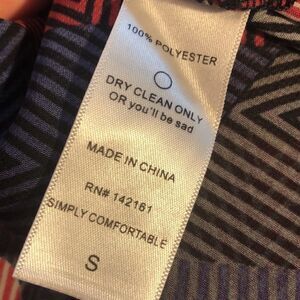 100% POLYESTER
DRY CLEAN ONLY
OR you'll be sad
MADE IN CHINA
RN# 142161
SIMPLY COMFORTABLE
S